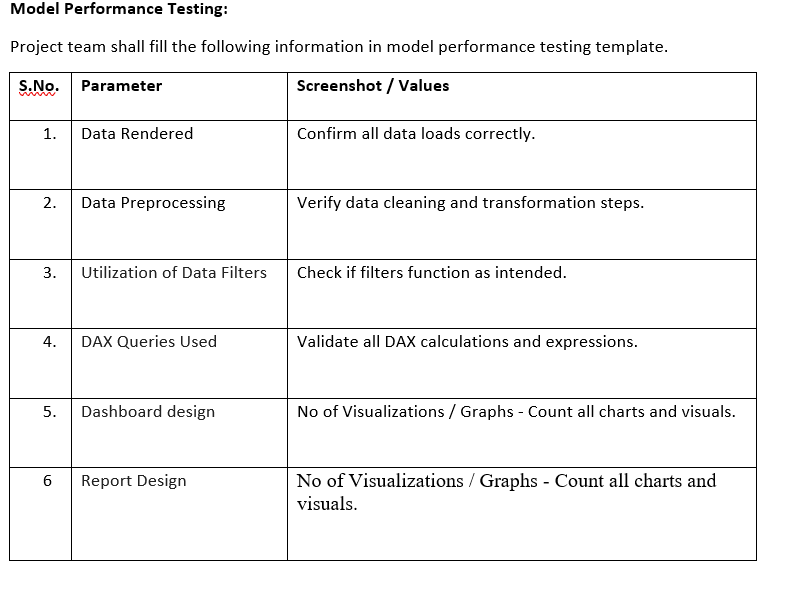 Model Performance Testing:
Project team shall fill the following information in model performance testing template.
S.No. Parameter Screenshot / Values
1. Data Rendered Confirm all data loads correctly.
2. Data Preprocessing Verify data cleaning and transformation steps.
3. Utilization of Data Filters Check if filters function as intended.
4. DAX Queries Used Validate all DAX calculations and expressions.
5. Dashboard design No of Visualizations / Graphs - Count all charts and visuals.
6 Report Design No of Visualizations / Graphs - Count all charts and
visuals.